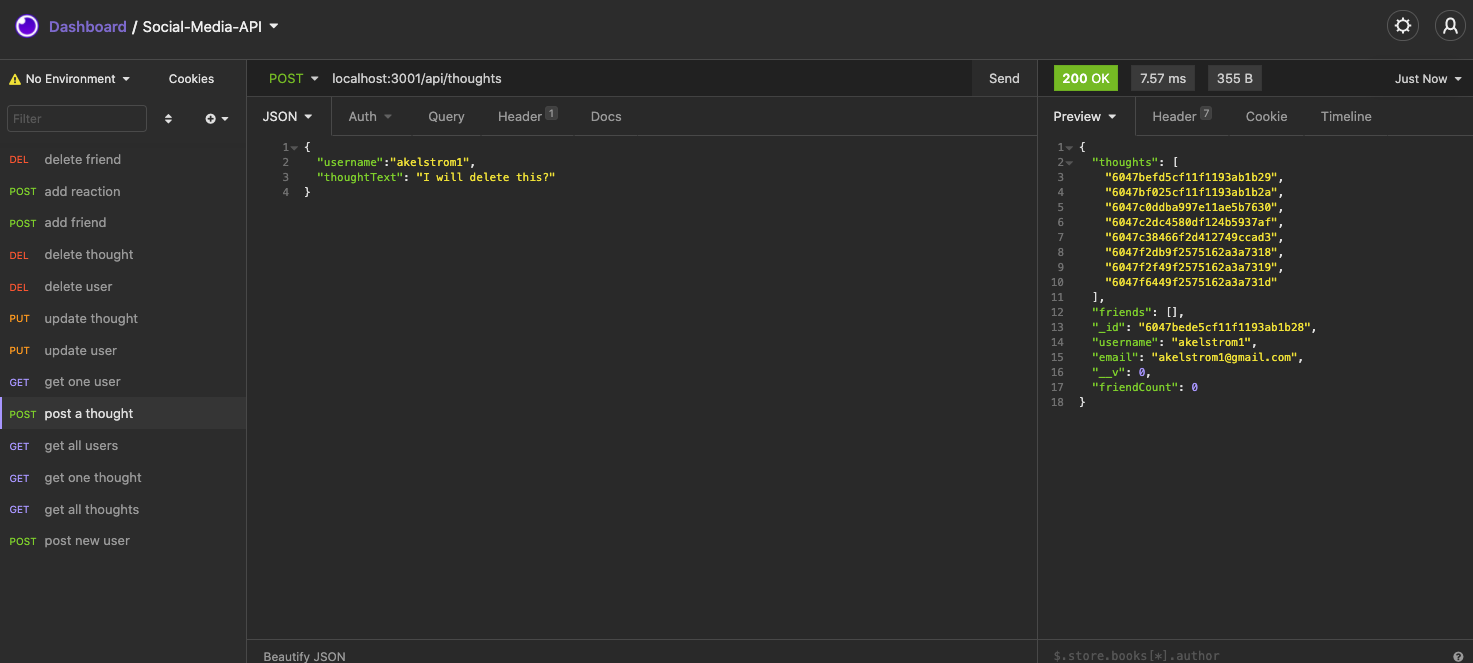 Dashboard / Social-Media-API
No Environment
Cookies
POST localhost:3001/api/thoughts
Send
200 OK 7.57 ms 355 B
Just Now
Filter
JSON Auth Query Header 1 Docs
Preview Header 7 Cookie Timeline
DEL delete friend
POST add reaction
POST add friend
DEL delete thought
DEL delete user
PUT update thought
PUT update user
GET get one user
POST post a thought
GET get all users
GET get one thought
GET get all thoughts
POST post new user
1 {
2 "username":"akelstrom1",
3 "thoughtText": "I will delete this?"
4 }
Beautify JSON
1 {
2 "thoughts": [
3 "6047befd5cf11f1193ab1b29",
4 "6047bf025cf11f1193ab1b2a",
5 "6047c0ddba997e11ae5b7630",
6 "6047c2dc4580df124b5937af",
7 "6047c38466f2d412749ccad3",
8 "6047f2db9f2575162a3a7318",
9 "6047f2f49f2575162a3a7319",
10 "6047f6449f2575162a3a731d"
11 ],
12 "friends": [],
13 "_id": "6047bede5cf11f1193ab1b28",
14 "username": "akelstrom1",
15 "email": "akelstrom1@gmail.com",
16 "__v": 0,
17 "friendCount": 0
18 }
$.store.books[*].author